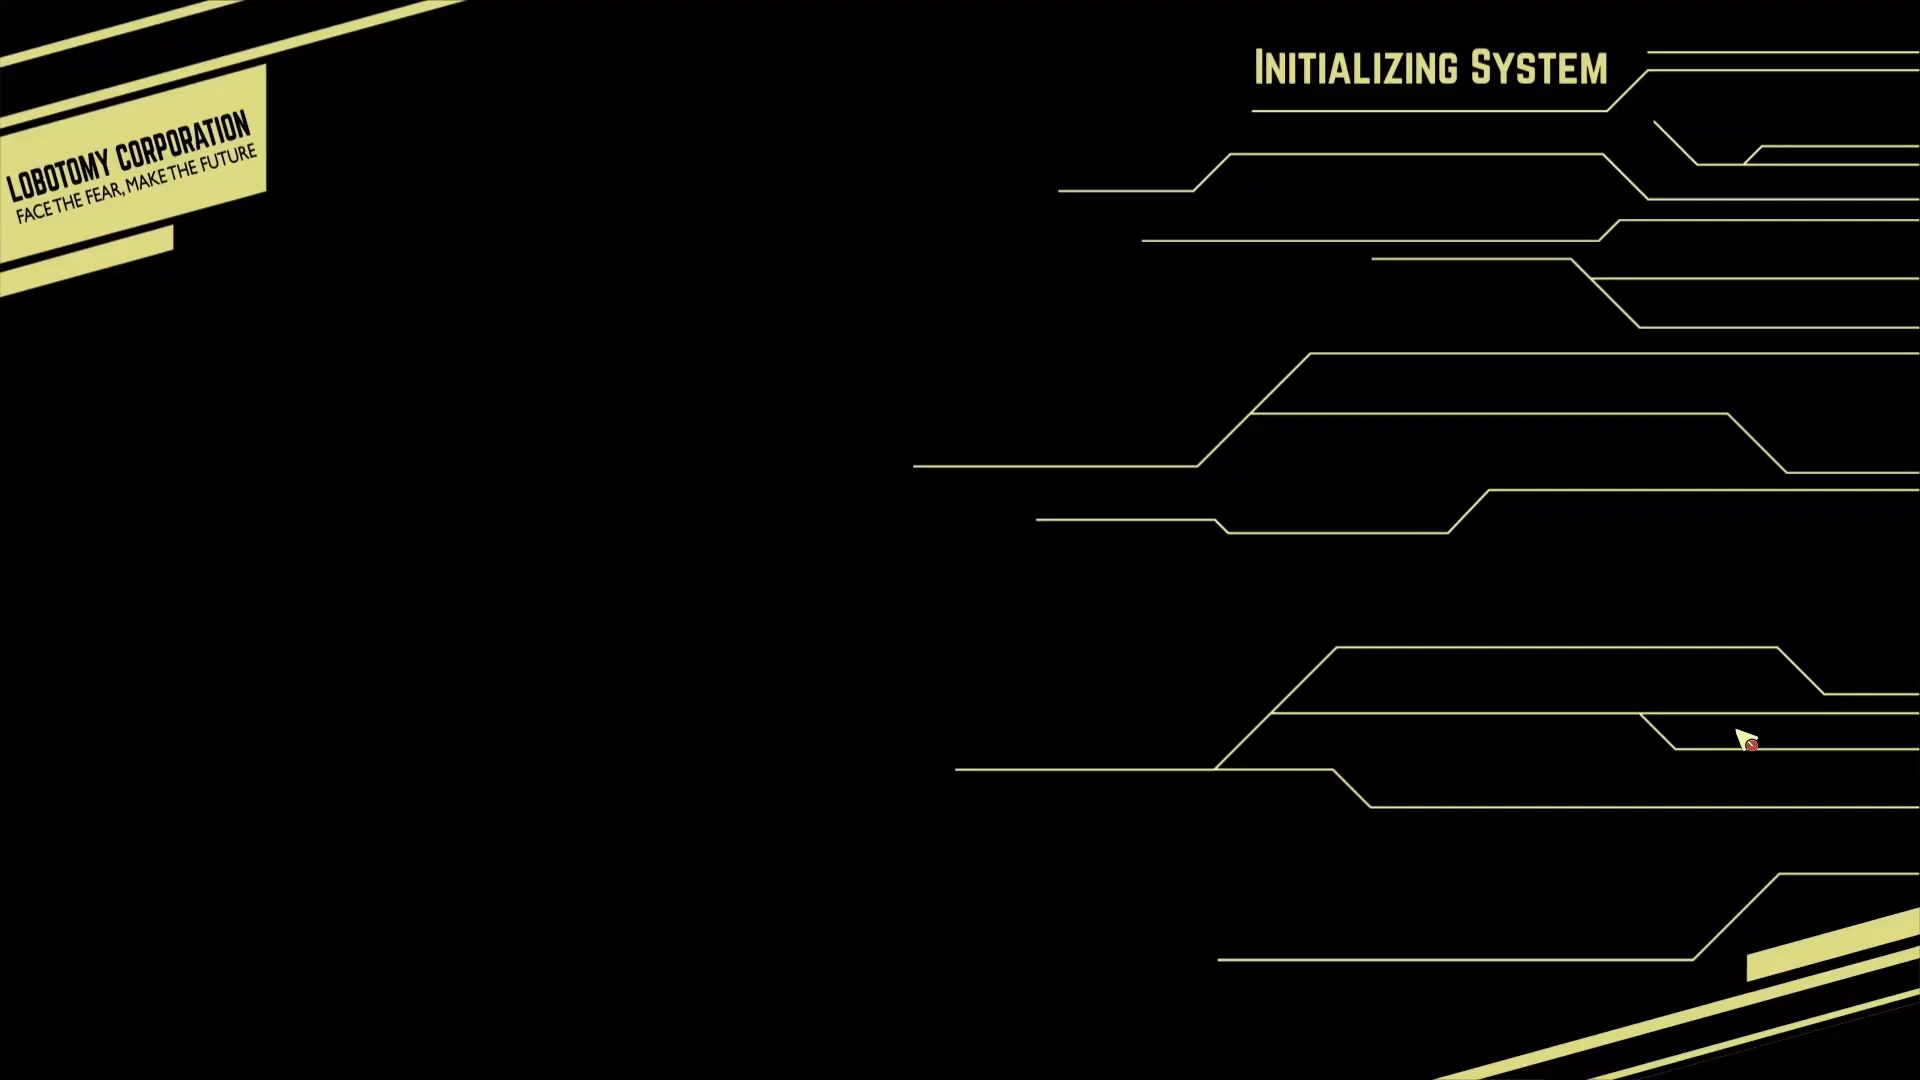 INITIALIZING SYSTEM
LOBOTOMY CORPORATION
FACE THE FEAR, MAKE THE FUTURE